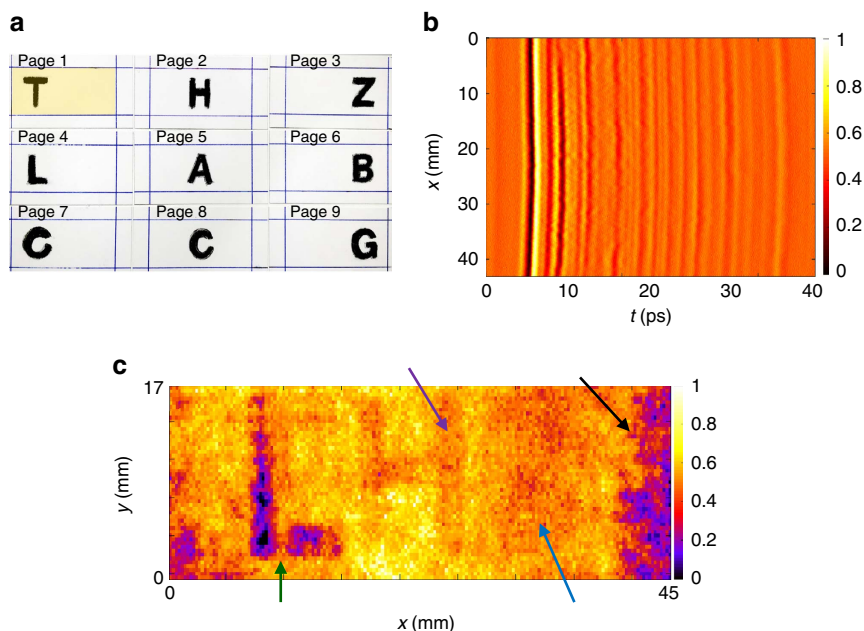 a
Page 1 Page 2 Page 3
T H Z
Page 4 Page 5 Page 6
L A B
Page 7 Page 8 Page 9
C C G
b
0
10
20
30
40
x (mm)
0 10 20 30 40
t (ps)
1
0.8
0.6
0.4
0.2
0
c
17
0
y (mm)
0 45
x (mm)
1
0.8
0.6
0.4
0.2
0